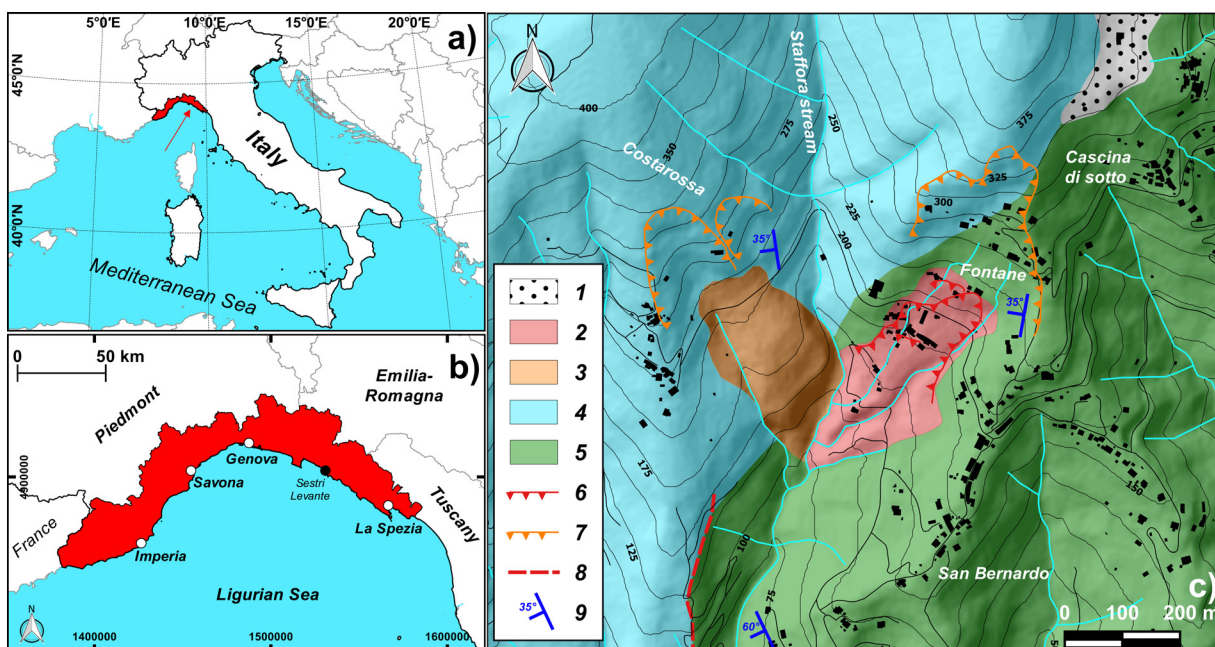 5°0'E
10°0'E
15°0'E
20°0'E
a)
45°0'N
40°0'N
Italy
Mediterranean Sea
0 50 km
b)
Emilia-
Romagna
Piedmont
Genova
Savona
Sestri
Levante
Tuscany
La Spezia
France
Imperia
4900000
Ligurian Sea
N
1400000
1500000
1600000
N
400
Staffora stream
275
250
375
350
Costarossa
Cascina
di sotto
325
300
225
200
35°
Fontane
35°
175
125
100
75
60°
150
San Bernardo
c)
0 100 200 m
1
2
3
4
5
6
7
8
35°
9